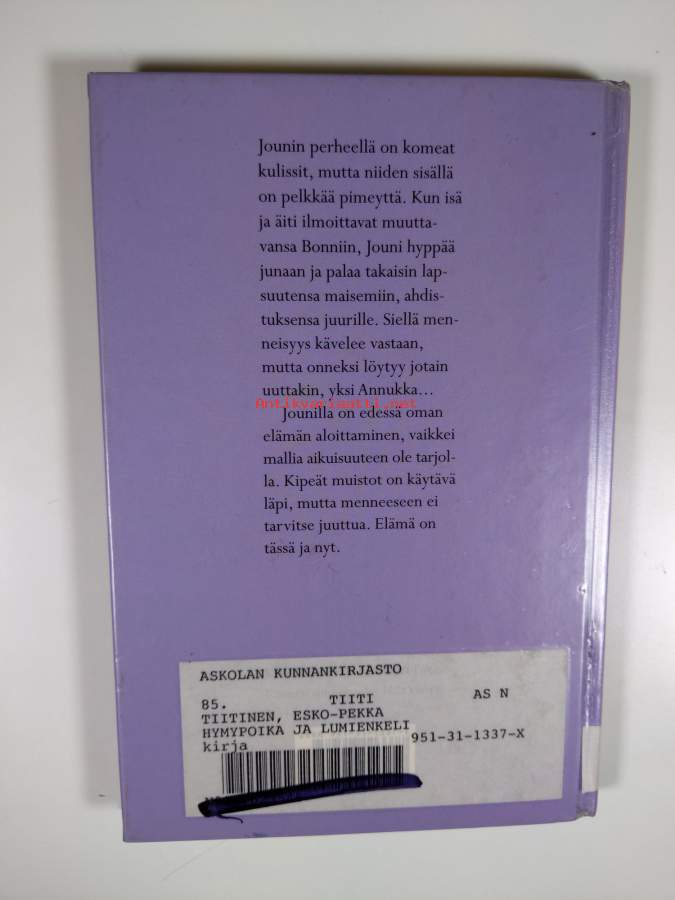 Jounin perheellä on komeat
kulissit, mutta niiden sisällä
on pelkkää pimeyttä. Kun isä
ja äiti ilmoittavat muutta-
vansa Bonniin, Jouni hyppää
junaan ja palaa takaisin lap-
suutensa maisemiin, ahdis-
tuksensa juurille. Siellä men-
neisyys kävelee vastaan,
mutta onneksi löytyy jotain
uuttakin, yksi Annukka...
Antikvariaatti.net
Jounilla on edessä oman
elämän aloittaminen, vaikkei
mallia aikuisuuteen ole tarjol-
la. Kipeät muistot on käytävä
läpi, mutta menneeseen ei
tarvitse juuttua. Elämä on
tässä ja nyt.
ASKOLAN KUNNANKIRJASTO
85. TIITI AS N
TIITINEN, ESKO-PEKKA
HYMYPOIKA JA LUMIENKELI
kirja 951-31-1337-X